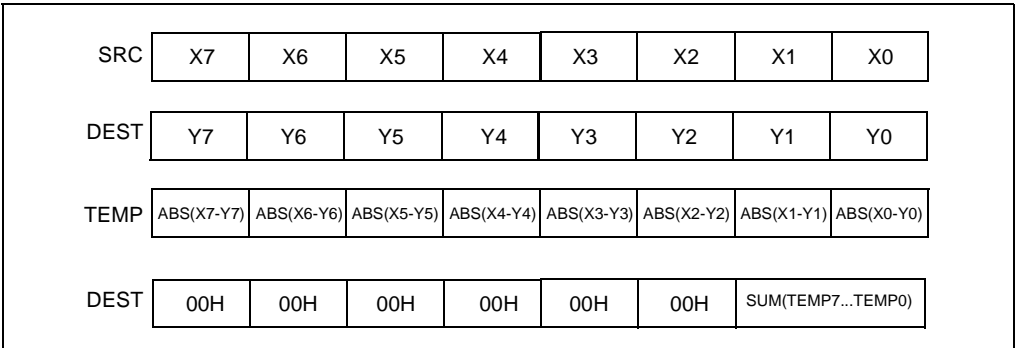 SRC X7 X6 X5 X4 X3 X2 X1 X0
DEST Y7 Y6 Y5 Y4 Y3 Y2 Y1 Y0
TEMP ABS(X7-Y7) ABS(X6-Y6) ABS(X5-Y5) ABS(X4-Y4) ABS(X3-Y3) ABS(X2-Y2) ABS(X1-Y1) ABS(X0-Y0)
DEST 00H 00H 00H 00H 00H 00H SUM(TEMP7...TEMP0)